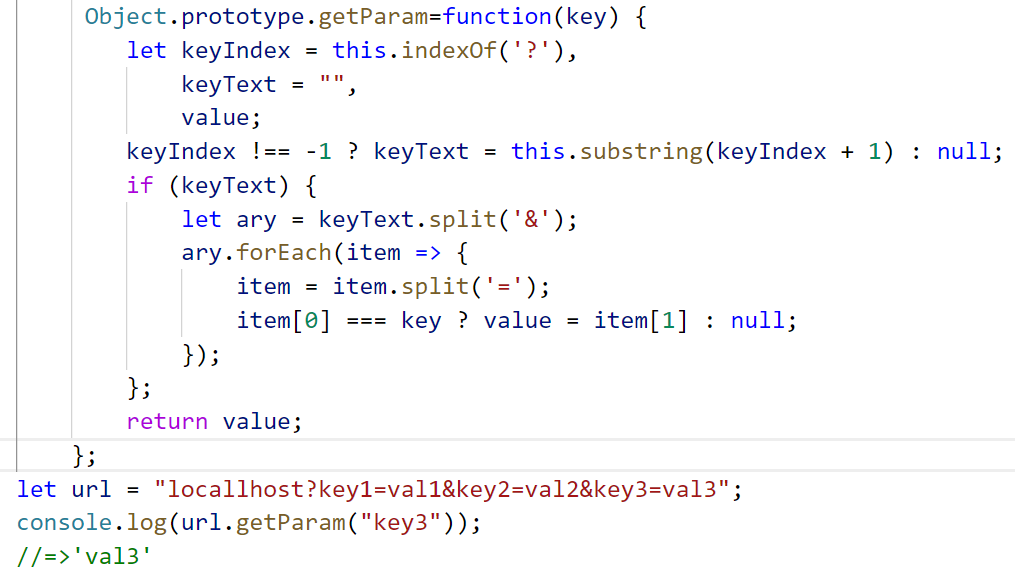 Object.prototype.getParam=function(key) {
let keyIndex = this.indexOf('?'),
keyText = "",
value;
keyIndex !== -1 ? keyText = this.substring(keyIndex + 1) : null;
if (keyText) {
let ary = keyText.split('&');
ary.forEach(item => {
item = item.split('=');
item[0] === key ? value = item[1] : null;
});
};
return value;
};
let url = "locallhost?key1=val1&key2=val2&key3=val3";
console.log(url.getParam("key3"));
//=>'val3'